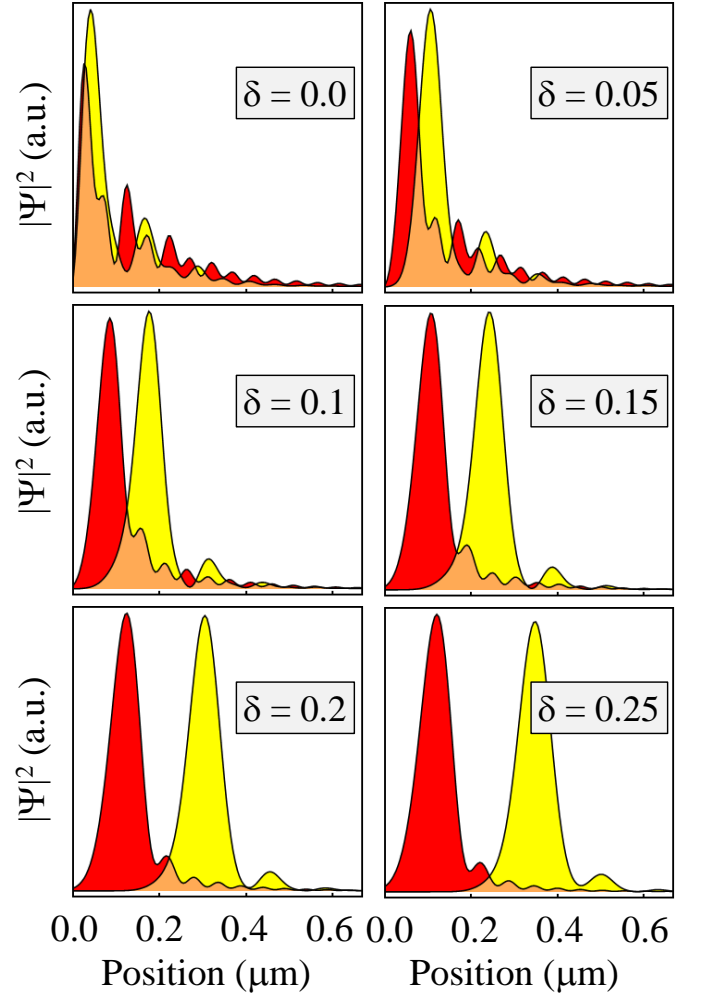 |Ψ|² (a.u.)
δ = 0.0
δ = 0.05
|Ψ|² (a.u.)
δ = 0.1
δ = 0.15
|Ψ|² (a.u.)
δ = 0.2
δ = 0.25
0.0 0.2 0.4 0.6 0.0 0.2 0.4 0.6
Position (μm) Position (μm)